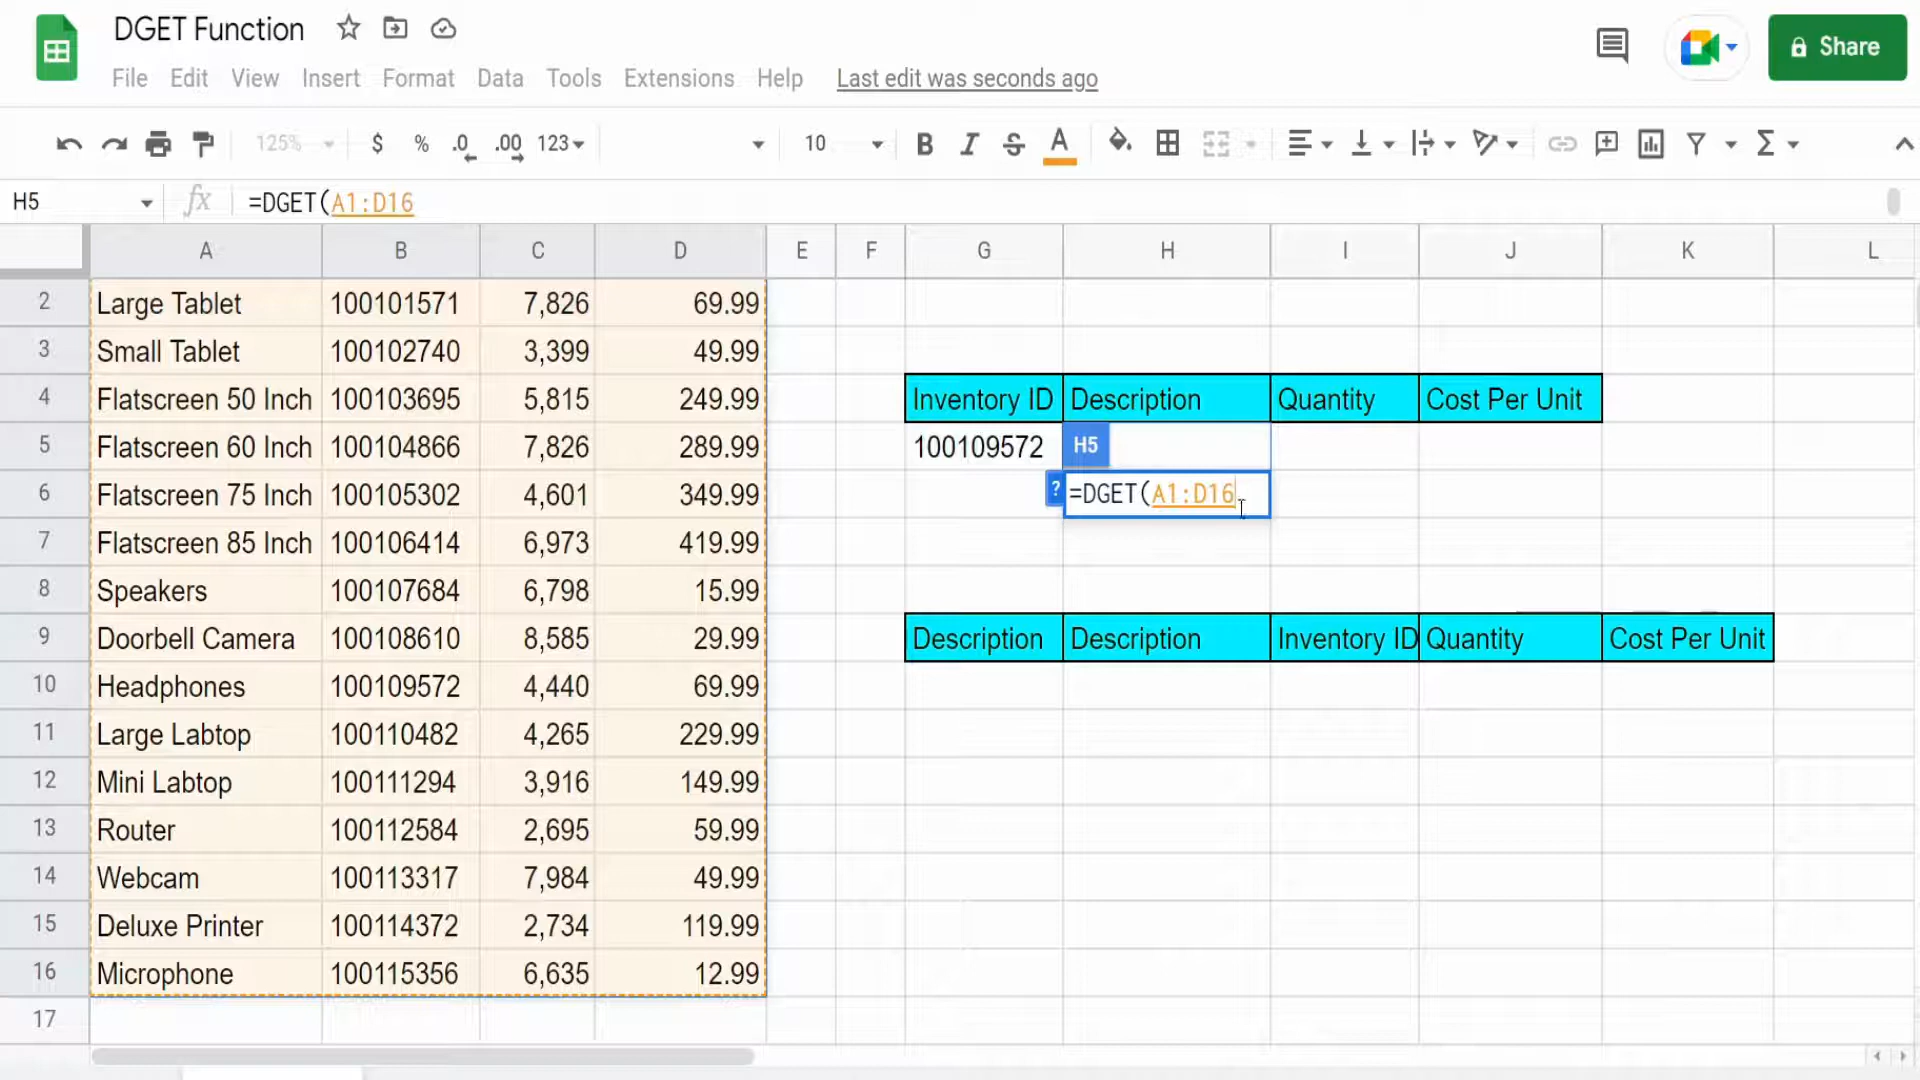 DGET Function
File Edit View Insert Format Data Tools Extensions Help Last edit was seconds ago
Share
125% $ % .0 .00 123 10 B I S A
H5 fx =DGET(A1:D16
A B C D E F G H I J K L
2 Large Tablet 100101571 7,826 69.99
3 Small Tablet 100102740 3,399 49.99
4 Flatscreen 50 Inch 100103695 5,815 249.99 Inventory ID Description Quantity Cost Per Unit
5 Flatscreen 60 Inch 100104866 7,826 289.99 100109572 H5
6 Flatscreen 75 Inch 100105302 4,601 349.99 ? =DGET(A1:D16
7 Flatscreen 85 Inch 100106414 6,973 419.99
8 Speakers 100107684 6,798 15.99
9 Doorbell Camera 100108610 8,585 29.99 Description Description Inventory ID Quantity Cost Per Unit
10 Headphones 100109572 4,440 69.99
11 Large Labtop 100110482 4,265 229.99
12 Mini Labtop 100111294 3,916 149.99
13 Router 100112584 2,695 59.99
14 Webcam 100113317 7,984 49.99
15 Deluxe Printer 100114372 2,734 119.99
16 Microphone 100115356 6,635 12.99
17